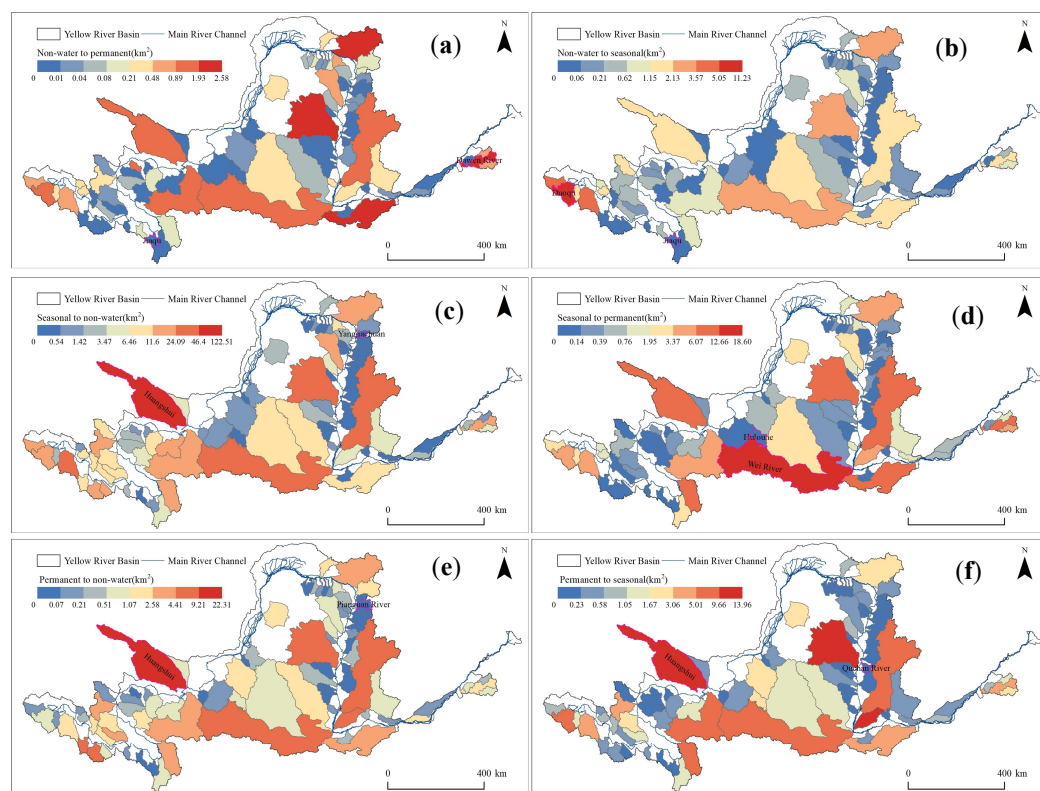 (a)
N
Yellow River Basin
Main River Channel
Non-water to permanent(km²)
0 0.01 0.04 0.08 0.21 0.48 0.89 1.93 2.58
Dawen River
Jiaqu
0 400 km
(b)
N
Yellow River Basin
Main River Channel
Non-water to seasonal(km²)
0 0.06 0.21 0.62 1.15 2.13 3.57 5.05 11.23
Jiaqu
0 400 km
(c)
N
Yellow River Basin
Main River Channel
Seasonal to non-water(km²)
0 0.54 1.42 3.47 6.46 11.6 24.09 46.4 122.51
Huangshui
0 400 km
(d)
N
Yellow River Basin
Main River Channel
Seasonal to permanent(km²)
0 0.14 0.39 0.76 1.95 3.37 6.07 12.66 18.60
Wei River
0 400 km
(e)
N
Yellow River Basin
Main River Channel
Permanent to non-water(km²)
0 0.07 0.21 0.51 1.07 2.58 4.41 9.21 22.31
Pianguan River
Huangshui
0 400 km
(f)
N
Yellow River Basin
Main River Channel
Permanent to seasonal(km²)
0 0.23 0.58 1.05 1.67 3.06 5.01 9.66 13.96
Huangshui
River
0 400 km